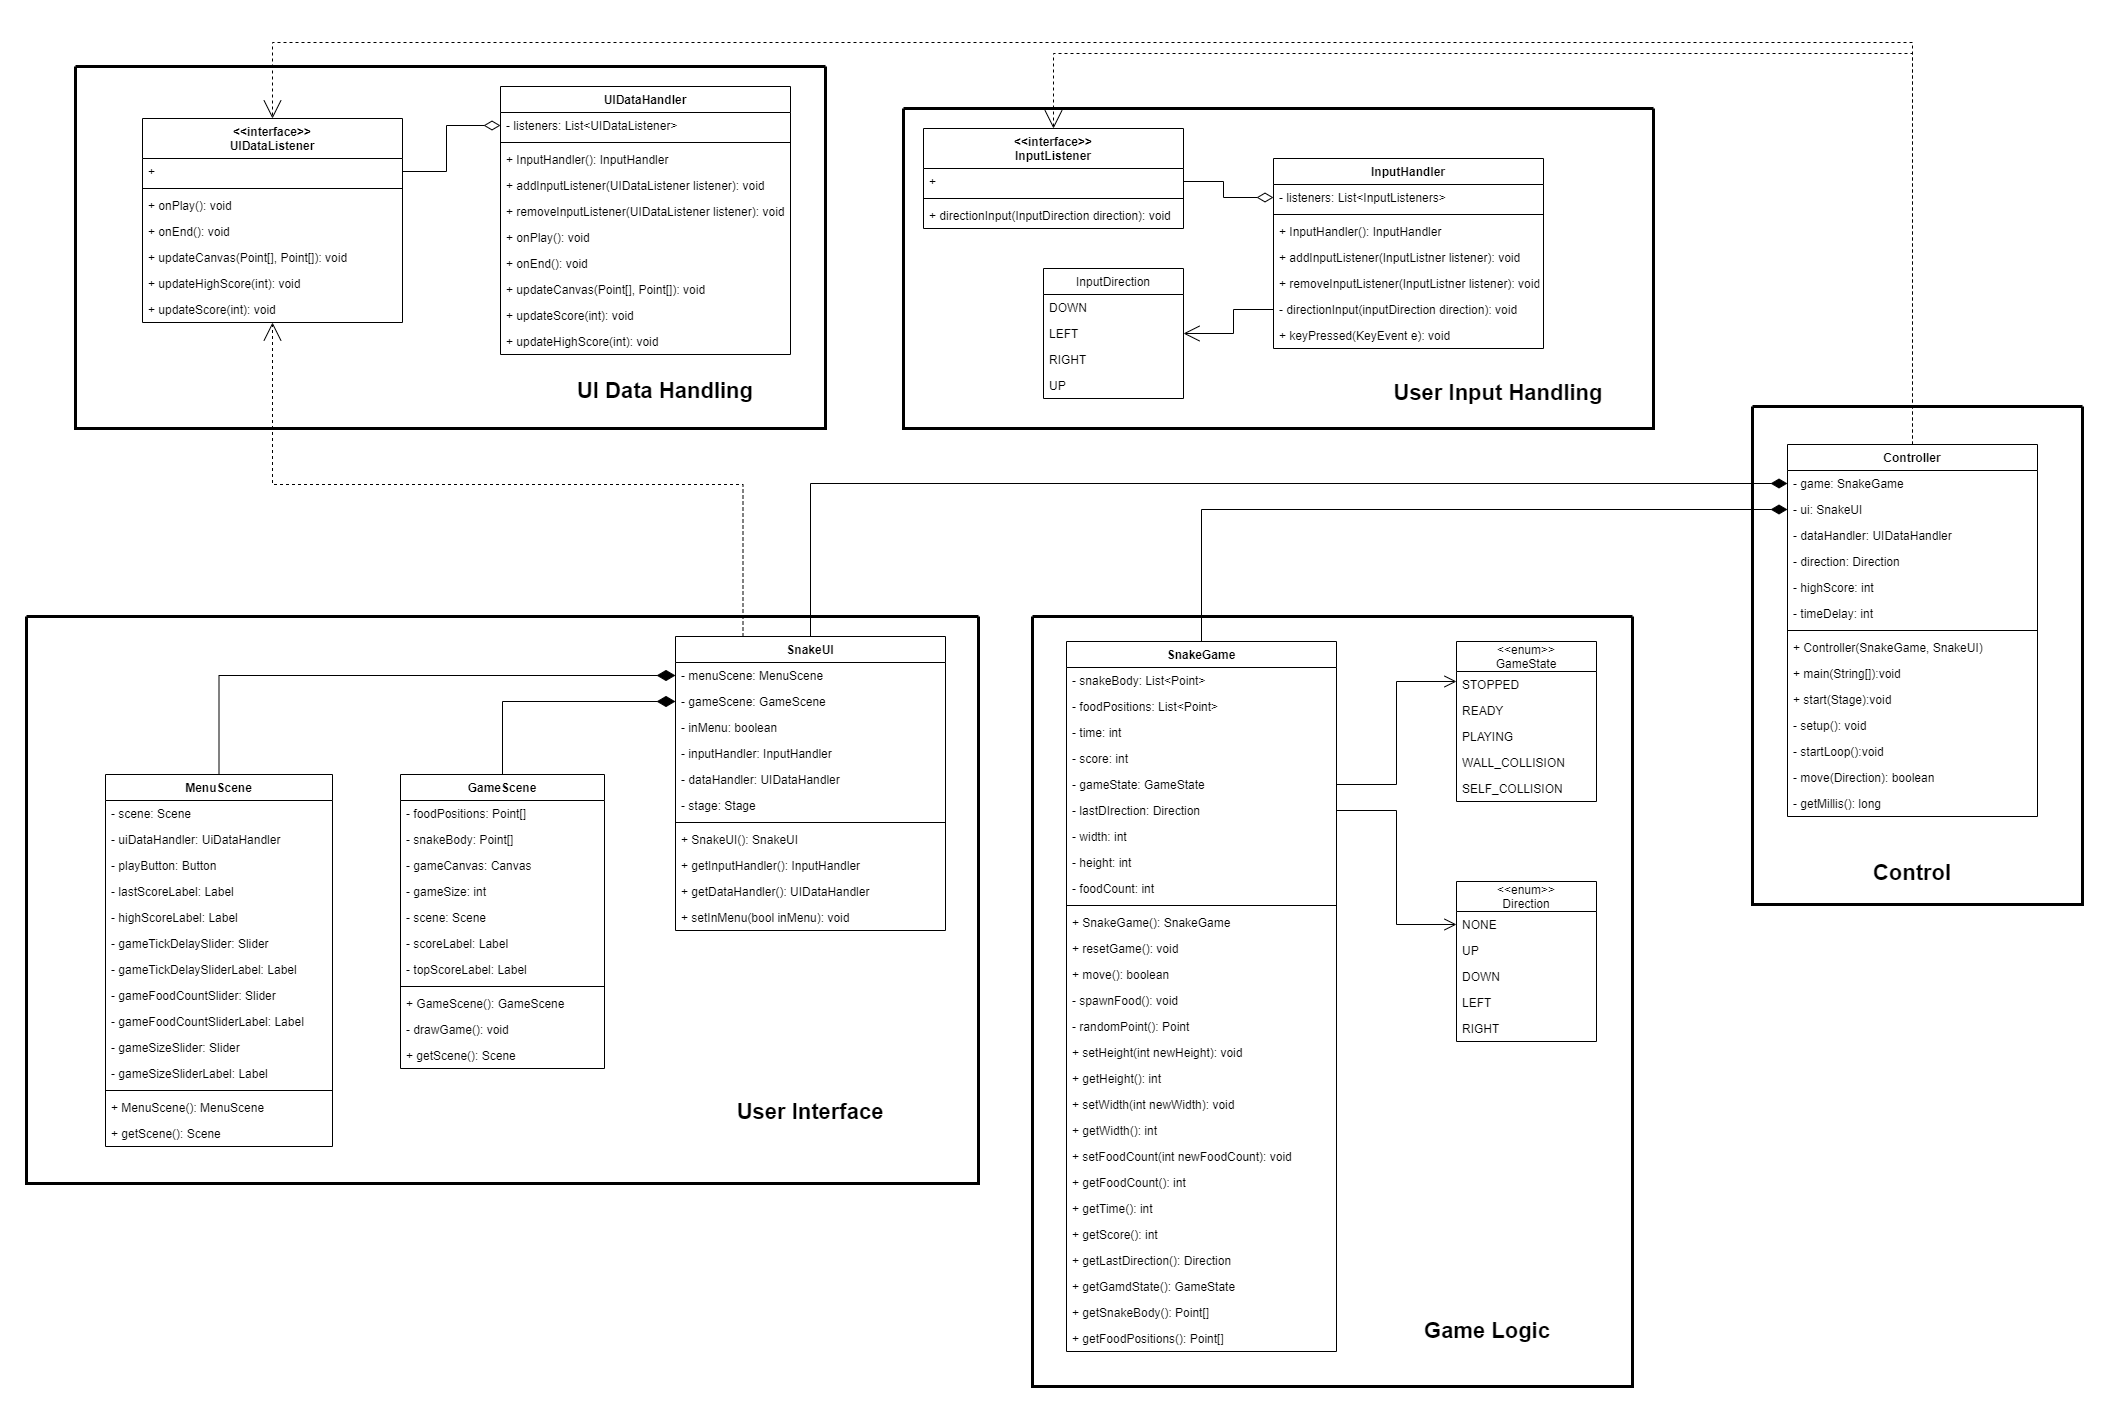 <<interface>>
UIDataListener
+
+ onPlay(): void
+ onEnd(): void
+ updateCanvas(Point[], Point[]): void
+ updateHighScore(int): void
+ updateScore(int): void
UIDataHandler
- listeners: List<UIDataListener>
+ InputHandler(): InputHandler
+ addInputListener(UIDataListener listener): void
+ removeInputListener(UIDataListener listener): void
+ onPlay(): void
+ onEnd(): void
+ updateCanvas(Point[], Point[]): void
+ updateScore(int): void
+ updateHighScore(int): void
UI Data Handling
<<interface>>
InputListener
+
+ directionInput(InputDirection direction): void
InputHandler
- listeners: List<InputListeners>
+ InputHandler(): InputHandler
+ addInputListener(InputListner listener): void
+ removeInputListener(InputListner listener): void
- directionInput(inputDirection direction): void
+ keyPressed(KeyEvent e): void
InputDirection
DOWN
LEFT
RIGHT
UP
User Input Handling
Controller
- game: SnakeGame
- ui: SnakeUI
- dataHandler: UIDataHandler
- direction: Direction
- highScore: int
- timeDelay: int
+ Controller(SnakeGame, SnakeUI)
+ main(String[]):void
+ start(Stage):void
- setup(): void
- startLoop():void
- move(Direction): boolean
- getMillis(): long
Control
SnakeUI
- menuScene: MenuScene
- gameScene: GameScene
- inMenu: boolean
- inputHandler: InputHandler
- dataHandler: UIDataHandler
- stage: Stage
+ SnakeUI(): SnakeUI
+ getInputHandler(): InputHandler
+ getDataHandler(): UIDataHandler
+ setInMenu(bool inMenu): void
MenuScene
- scene: Scene
- uiDataHandler: UiDataHandler
- playButton: Button
- lastScoreLabel: Label
- highScoreLabel: Label
- gameTickDelaySlider: Slider
- gameTickDelaySliderLabel: Label
- gameFoodCountSlider: Slider
- gameFoodCountSliderLabel: Label
- gameSizeSlider: Slider
- gameSizeSliderLabel: Label
+ MenuScene(): MenuScene
+ getScene(): Scene
GameScene
- foodPositions: Point[]
- snakeBody: Point[]
- gameCanvas: Canvas
- gameSize: int
- scene: Scene
- scoreLabel: Label
- topScoreLabel: Label
+ GameScene(): GameScene
- drawGame(): void
+ getScene(): Scene
User Interface
SnakeGame
- snakeBody: List<Point>
- foodPositions: List<Point>
- time: int
- score: int
- gameState: GameState
- lastDIrection: Direction
- width: int
- height: int
- foodCount: int
+ SnakeGame(): SnakeGame
+ resetGame(): void
+ move(): boolean
- spawnFood(): void
- randomPoint(): Point
+ setHeight(int newHeight): void
+ getHeight(): int
+ setWidth(int newWidth): void
+ getWidth(): int
+ setFoodCount(int newFoodCount): void
+ getFoodCount(): int
+ getTime(): int
+ getScore(): int
+ getLastDirection(): Direction
+ getGamdState(): GameState
+ getSnakeBody(): Point[]
+ getFoodPositions(): Point[]
<<enum>>
GameState
STOPPED
READY
PLAYING
WALL_COLLISION
SELF_COLLISION
<<enum>>
Direction
NONE
UP
DOWN
LEFT
RIGHT
Game Logic